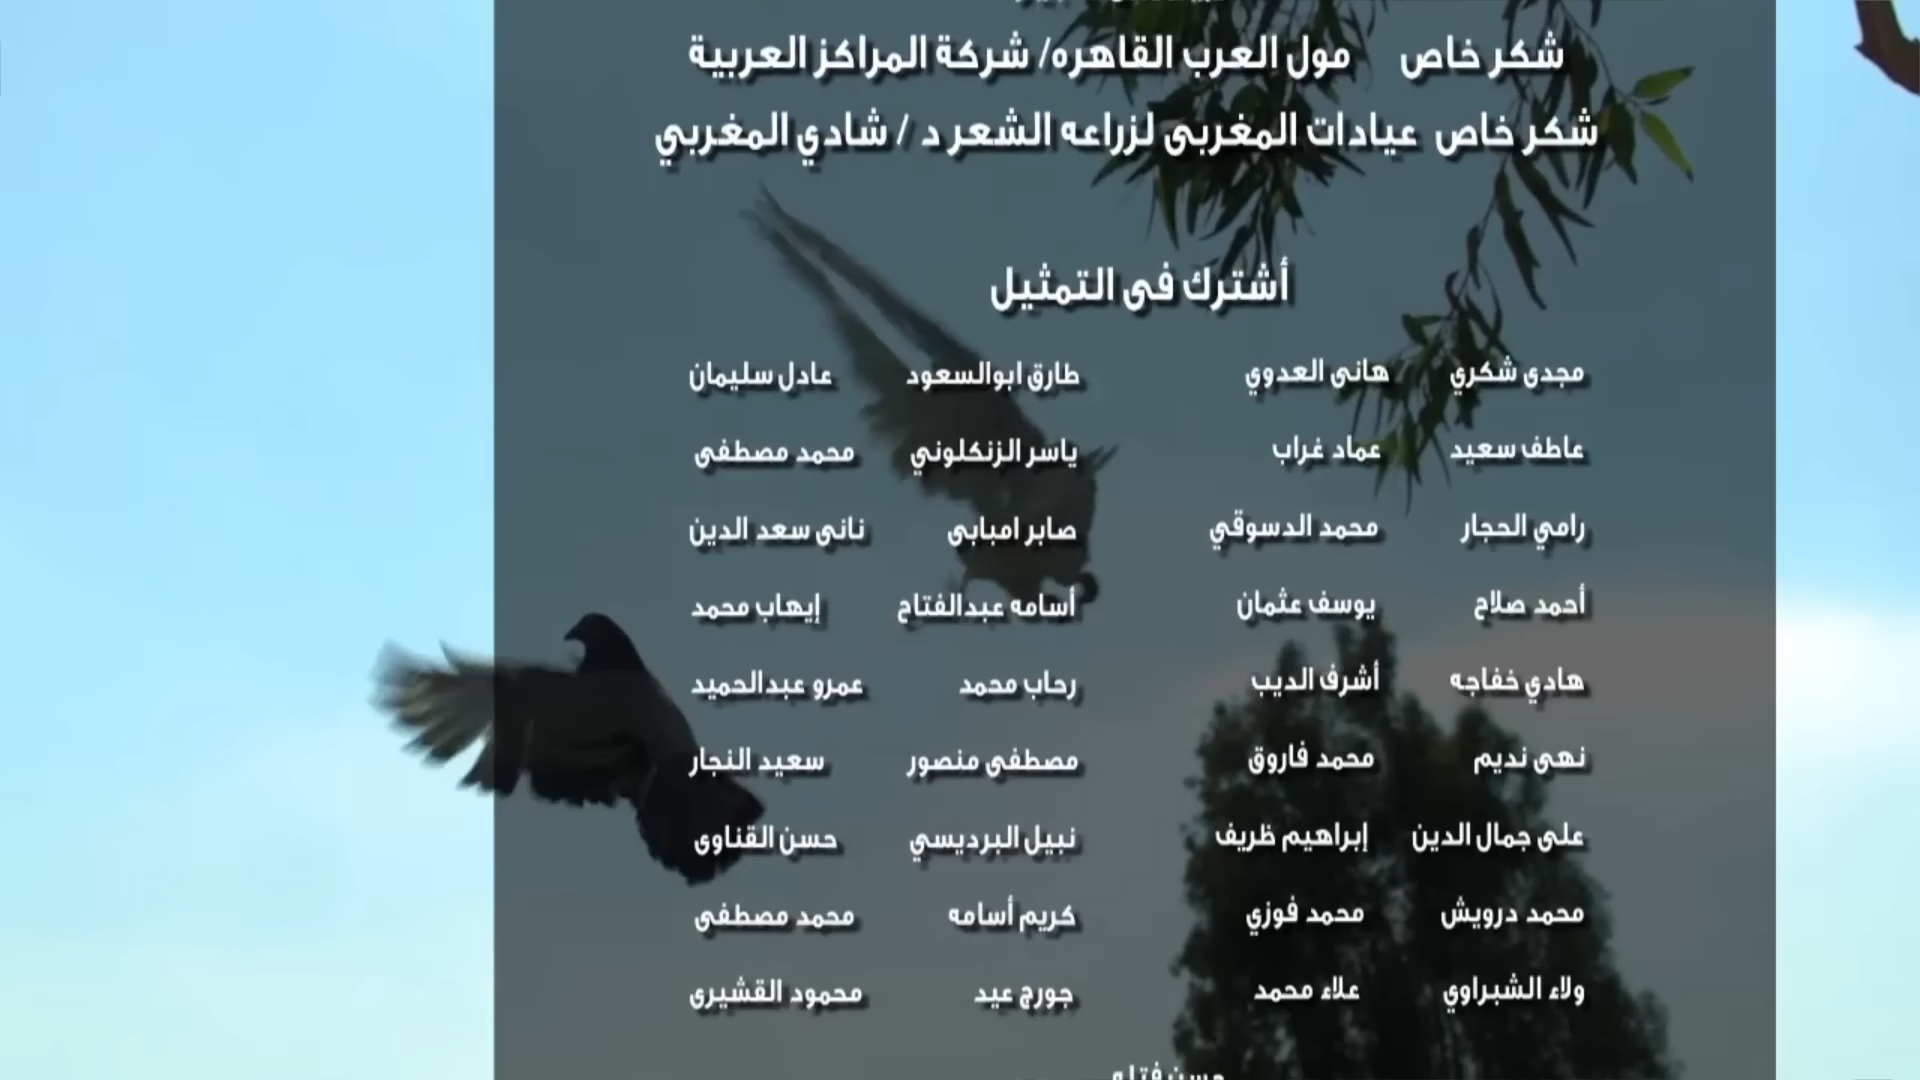 شكر خاص مول العرب القاهره/ شركة المراكز العربية
شكر خاص عيادات المغربى لزراعه الشعر د / شادي المغربي
أشترك فى التمثيل
مجدى شكري هانى العدوي طارق ابوالسعود عادل سليمان
عاطف سعيد عماد غراب ياسر الزنكلوني محمد مصطفى
رامي الحجار محمد الدسوقي صابر امبابى نانى سعد الدين
أحمد صلاح يوسف عثمان أسامه عبدالفتاح إيهاب محمد
هادي خفاجه أشرف الديب رحاب محمد عمرو عبدالحميد
نهى نديم محمد فاروق مصطفى منصور سعيد النجار
على جمال الدين إبراهيم ظريف نبيل البرديسي حسن القناوى
محمد درويش محمد فوزي كريم أسامه محمد مصطفى
ولاء الشبراوي علاء محمد جورج عيد محمود القشيرى